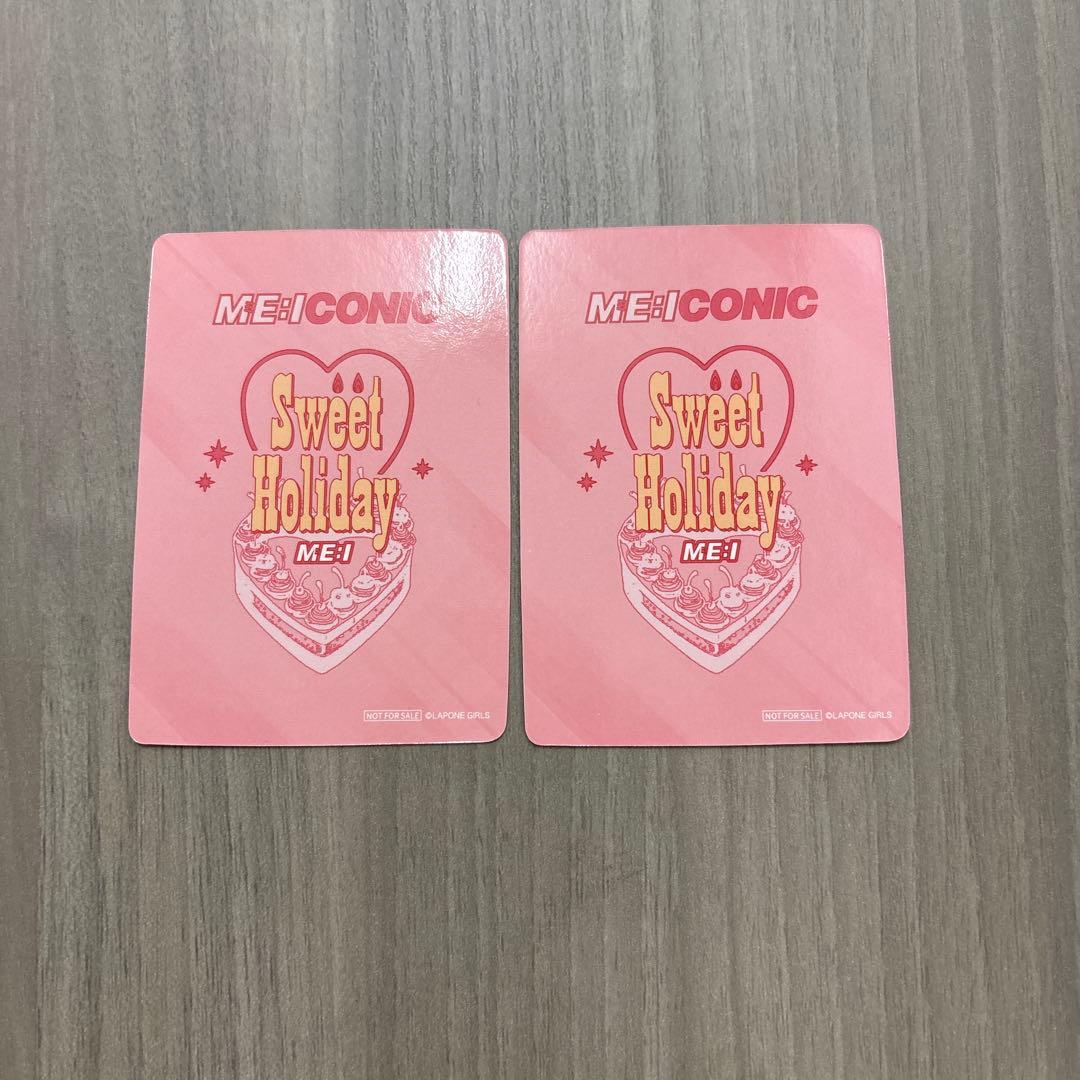 ME:ICONIC
Sweet
Holiday
ME:I
NOT FOR SALE ©LAPONE GIRLS
ME:ICONIC
Sweet
Holiday
ME:I
NOT FOR SALE ©LAPONE GIRLS